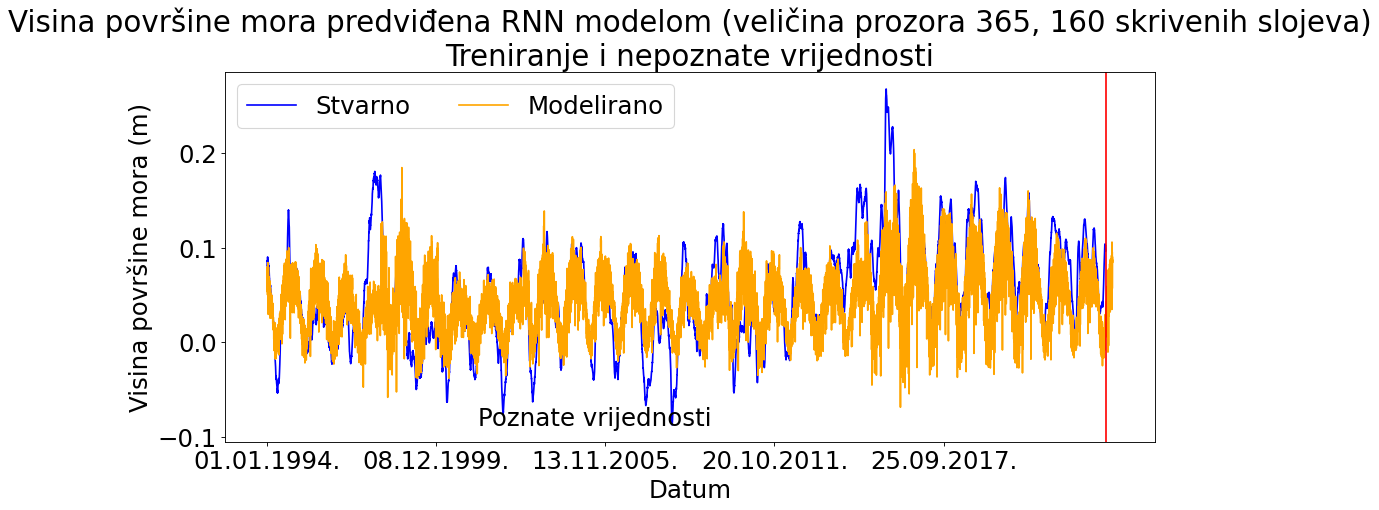 Visina površine mora predviđena RNN modelom (veličina prozora 365, 160 skrivenih slojeva)
Treniranje i nepoznate vrijednosti
Stvarno Modelirano
Visina površine mora (m)
0.2
0.1
0.0
−0.1
Poznate vrijednosti
01.01.1994. 08.12.1999. 13.11.2005. 20.10.2011. 25.09.2017.
Datum